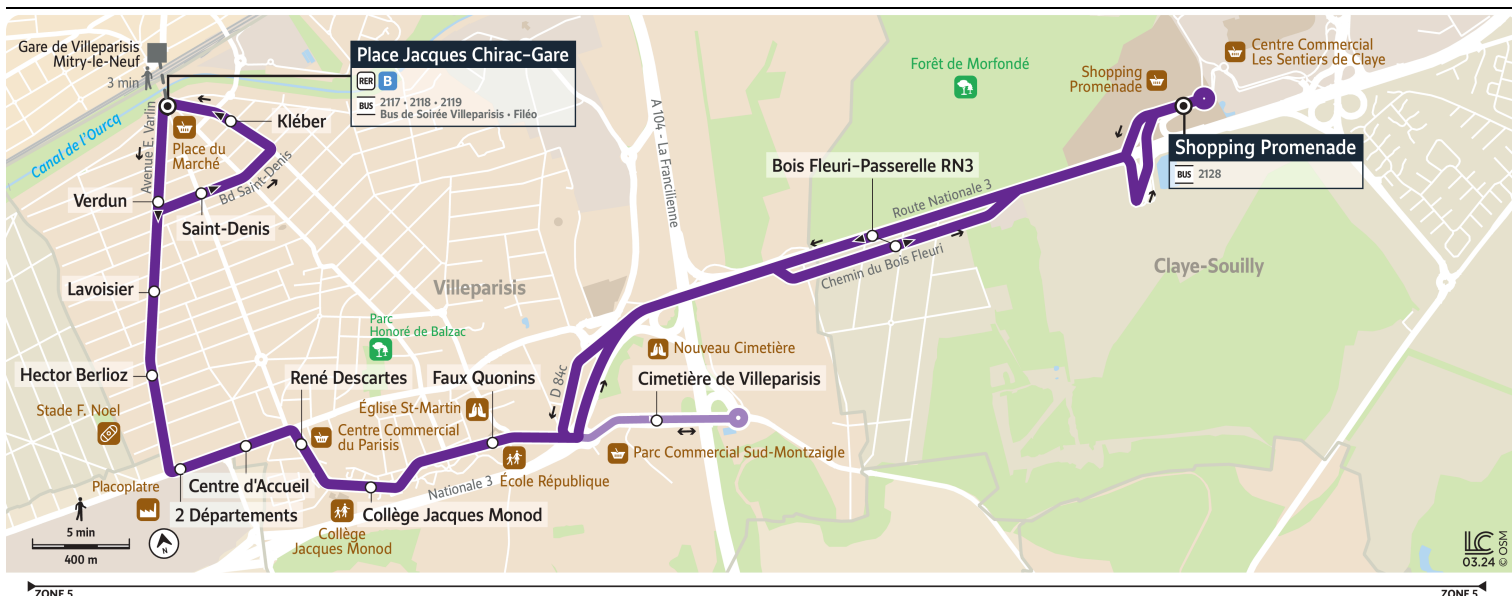 Gare de Villeparisis
Mitry-le-Neuf
3 min
Place Jacques Chirac–Gare
RER B
BUS 2117 • 2118 • 2119
Bus de Soirée Villeparisis • Filéo
Canal de l'Ourcq
Avenue E. Varlin
Kléber
Place du
Marché
Bd Saint-Denis
Verdun
Saint-Denis
Lavoisier
Hector Berlioz
Stade F. Noel
Placoplatre
5 min
400 m
N
Villeparisis
Parc
Honoré de Balzac
René Descartes
Faux Quonins
Église St-Martin
Centre Commercial
du Parisis
Centre d'Accueil
2 Départements
Collège Jacques Monod
Collège
Jacques Monod
Nationale 3
École République
D 84c
Nouveau Cimetière
Cimetière de Villeparisis
Parc Commercial Sud-Montzaigle
A 104 - La Francilienne
Bois Fleuri–Passerelle RN3
Route Nationale 3
Chemin du Bois Fleuri
Forêt de Morfondé
Shopping
Promenade
Centre Commercial
Les Sentiers de Claye
Shopping Promenade
BUS 2128
Claye-Souilly
LC
03.24
© OSM
ZONE 5
ZONE 5